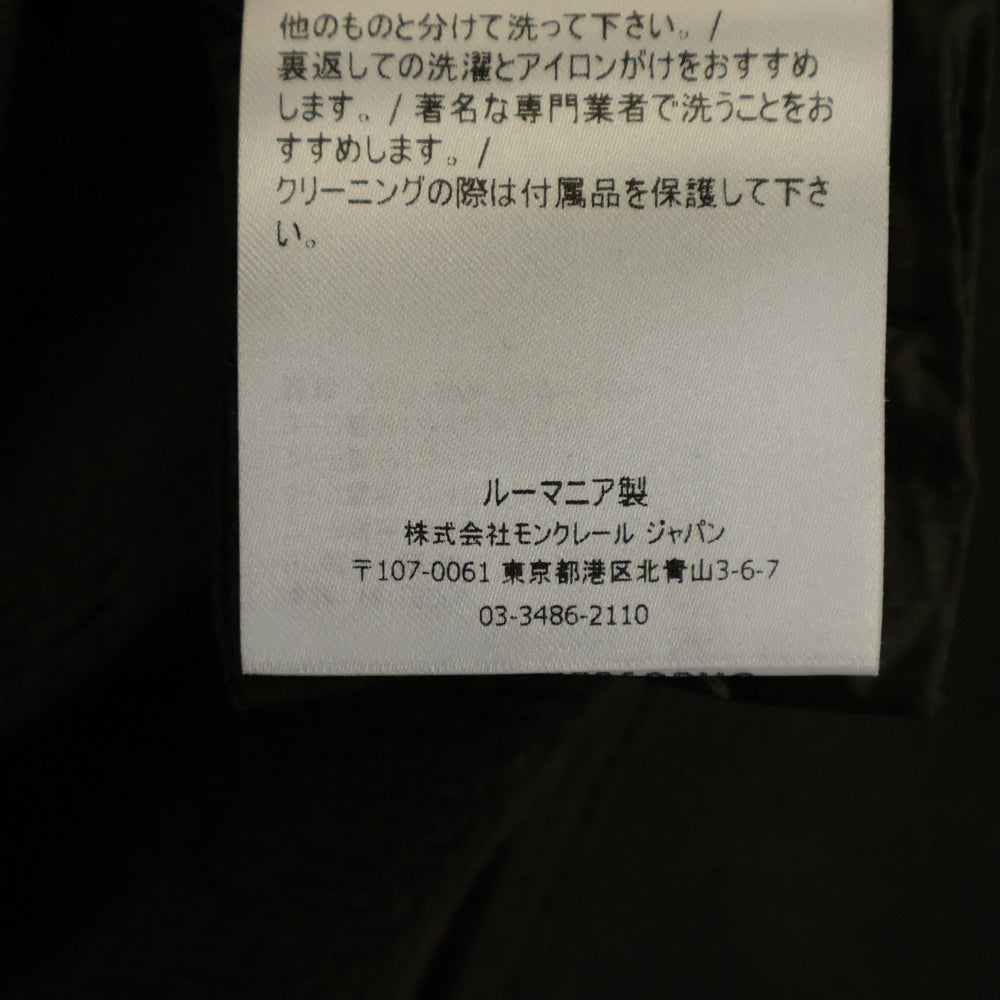 他のものと分けて洗って下さい。/
裏返しての洗濯とアイロンがけをおすすめ
します。/ 著名な専門業者で洗うことをお
すすめします。/
クリーニングの際は付属品を保護して下さ
い。
ルーマニア製
株式会社モンクレール ジャパン
〒107-0061 東京都港区北青山3-6-7
03-3486-2110